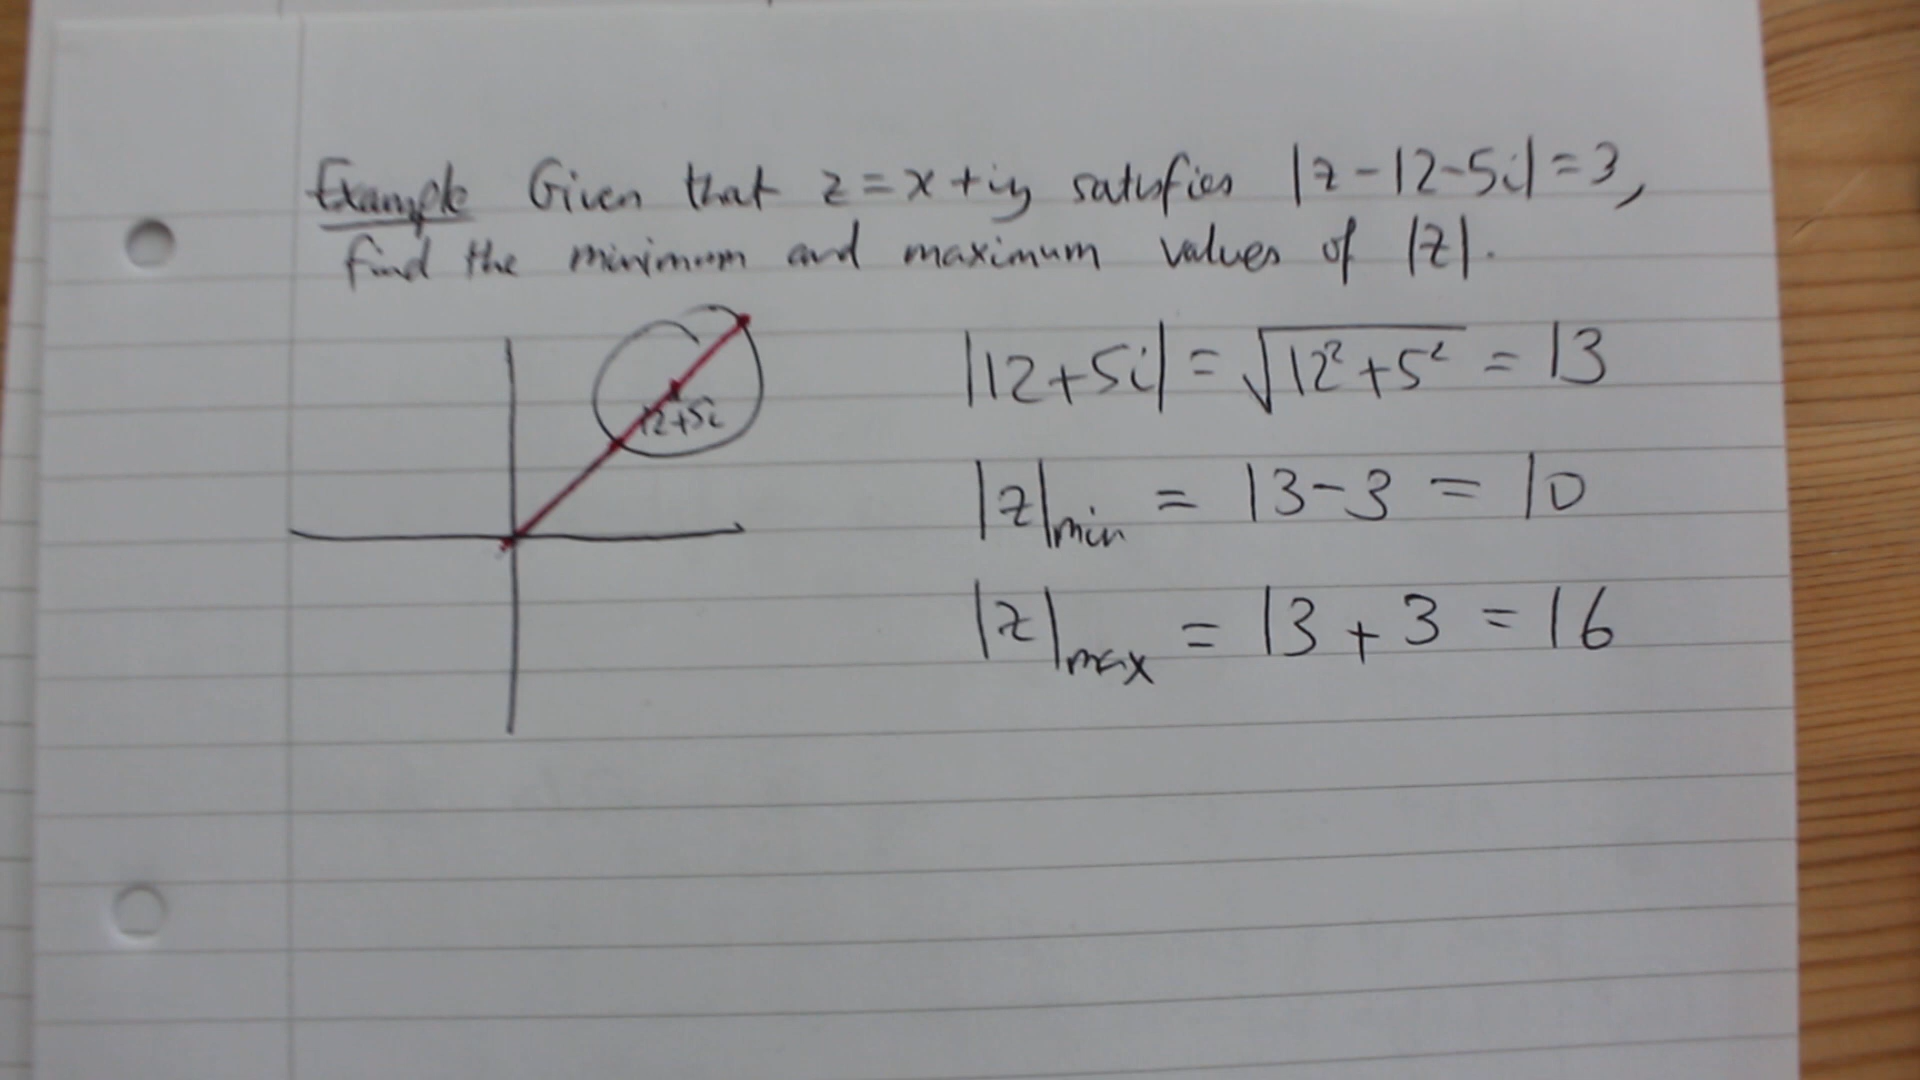 Example Given that z = x + iy satisfies |z - 12 - 5i| = 3,
find the minimum and maximum values of |z|.
12+5i
|12+5i| = √(12² + 5²) = 13
|z|min = 13 - 3 = 10
|z|max = 13 + 3 = 16